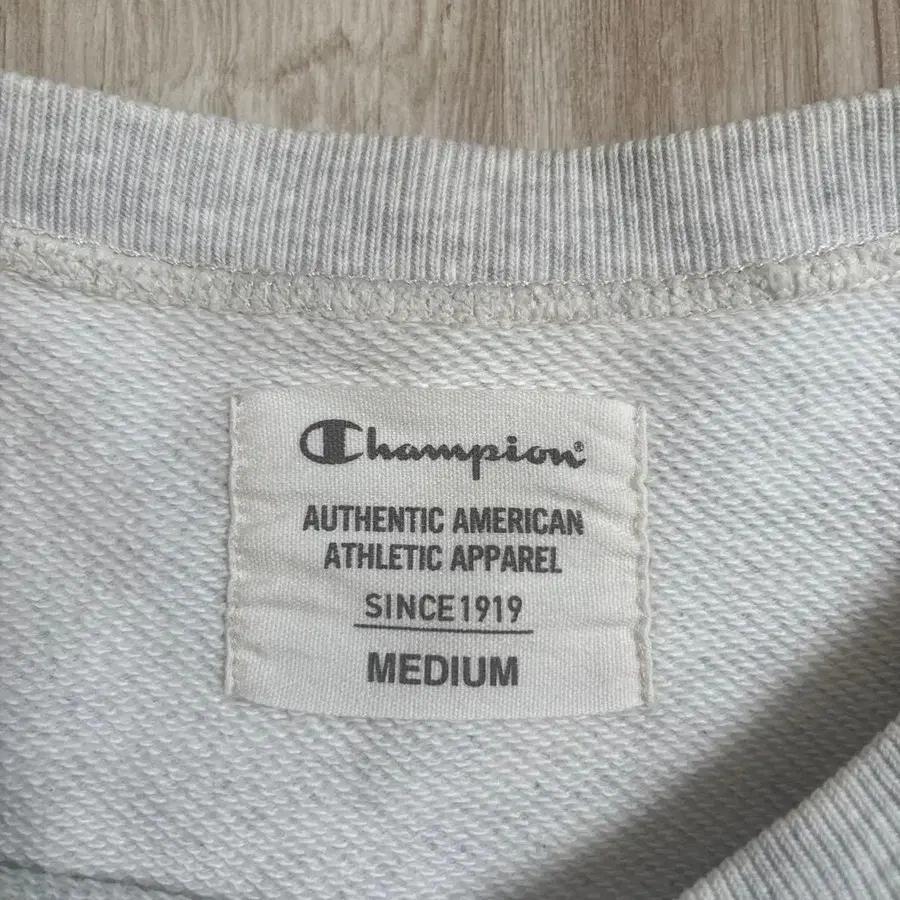 Champion®
AUTHENTIC AMERICAN
ATHLETIC APPAREL
SINCE1919
MEDIUM